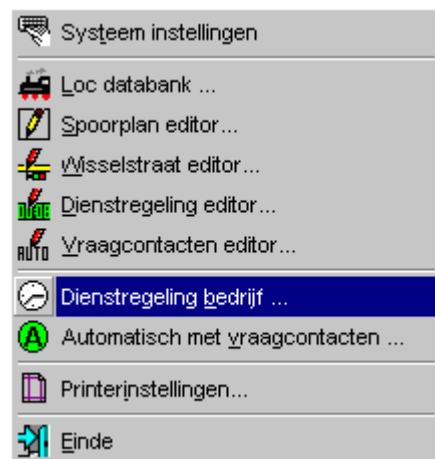 Systeem instellingen
Loc databank ...
Spoorplan editor...
Wisselstraat editor...
Dienstregeling editor...
AUTO Vraagcontacten editor...
Dienstregeling bedrijf ...
A Automatisch met vraagcontacten ...
Printerinstellingen...
Einde